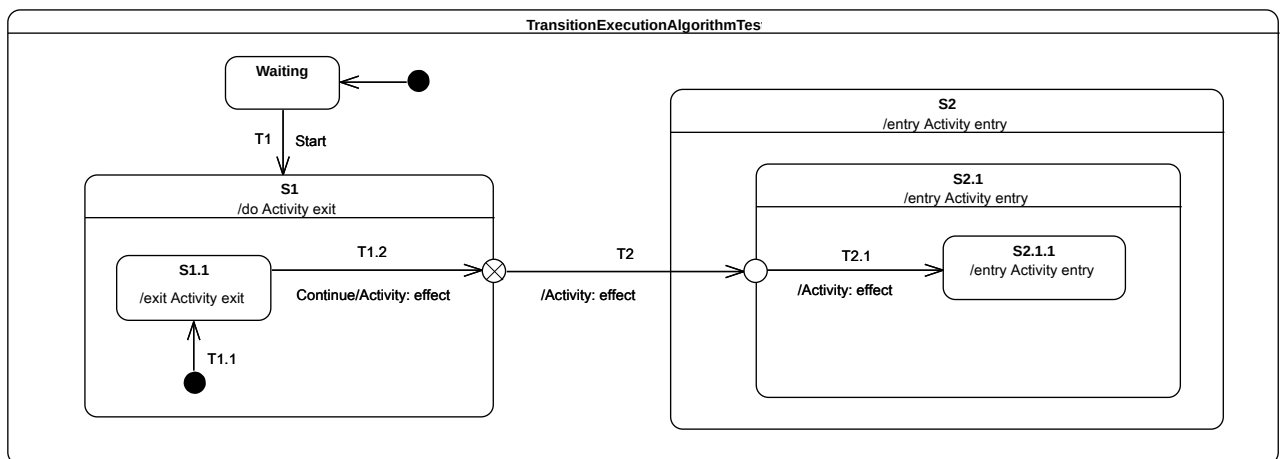 TransitionExecutionAlgorithmTes
Waiting
T1
Start
S1
/do Activity exit
S1.1
/exit Activity exit
T1.1
T1.2
Continue/Activity: effect
T2
/Activity: effect
S2
/entry Activity entry
S2.1
/entry Activity entry
T2.1
/Activity: effect
S2.1.1
/entry Activity entry